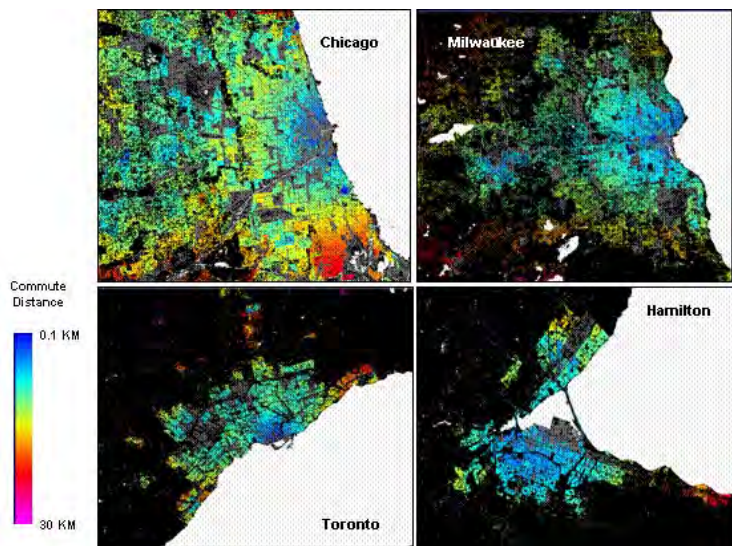 Chicago
Milwaukee
Commute
Distance
0.1 KM
30 KM
Toronto
Hamilton